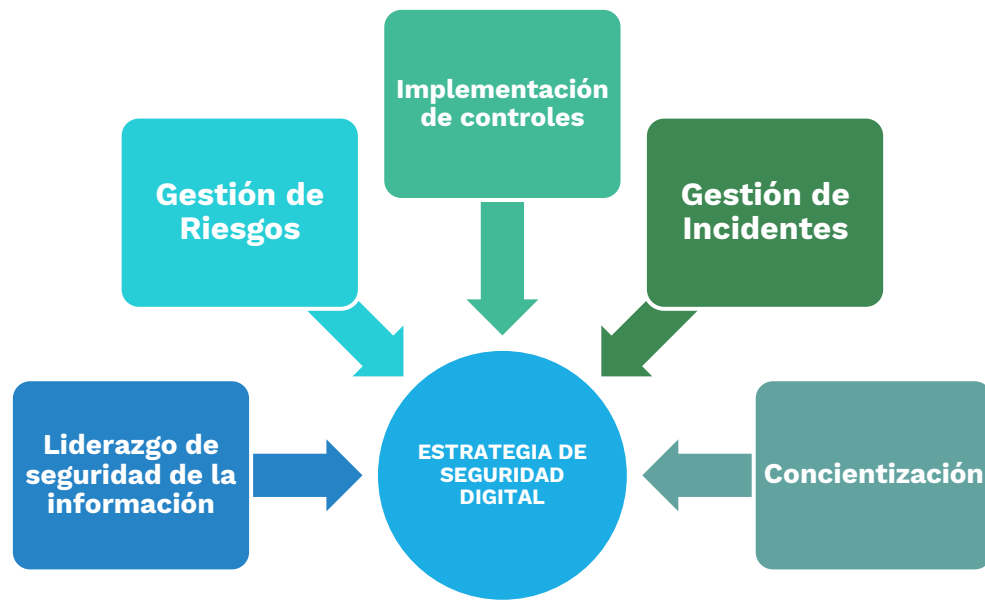 Implementación
de controles
Gestión de
Riesgos
Gestión de
Incidentes
Liderazgo de
seguridad de la
información
ESTRATEGIA DE
SEGURIDAD
DIGITAL
Concientización